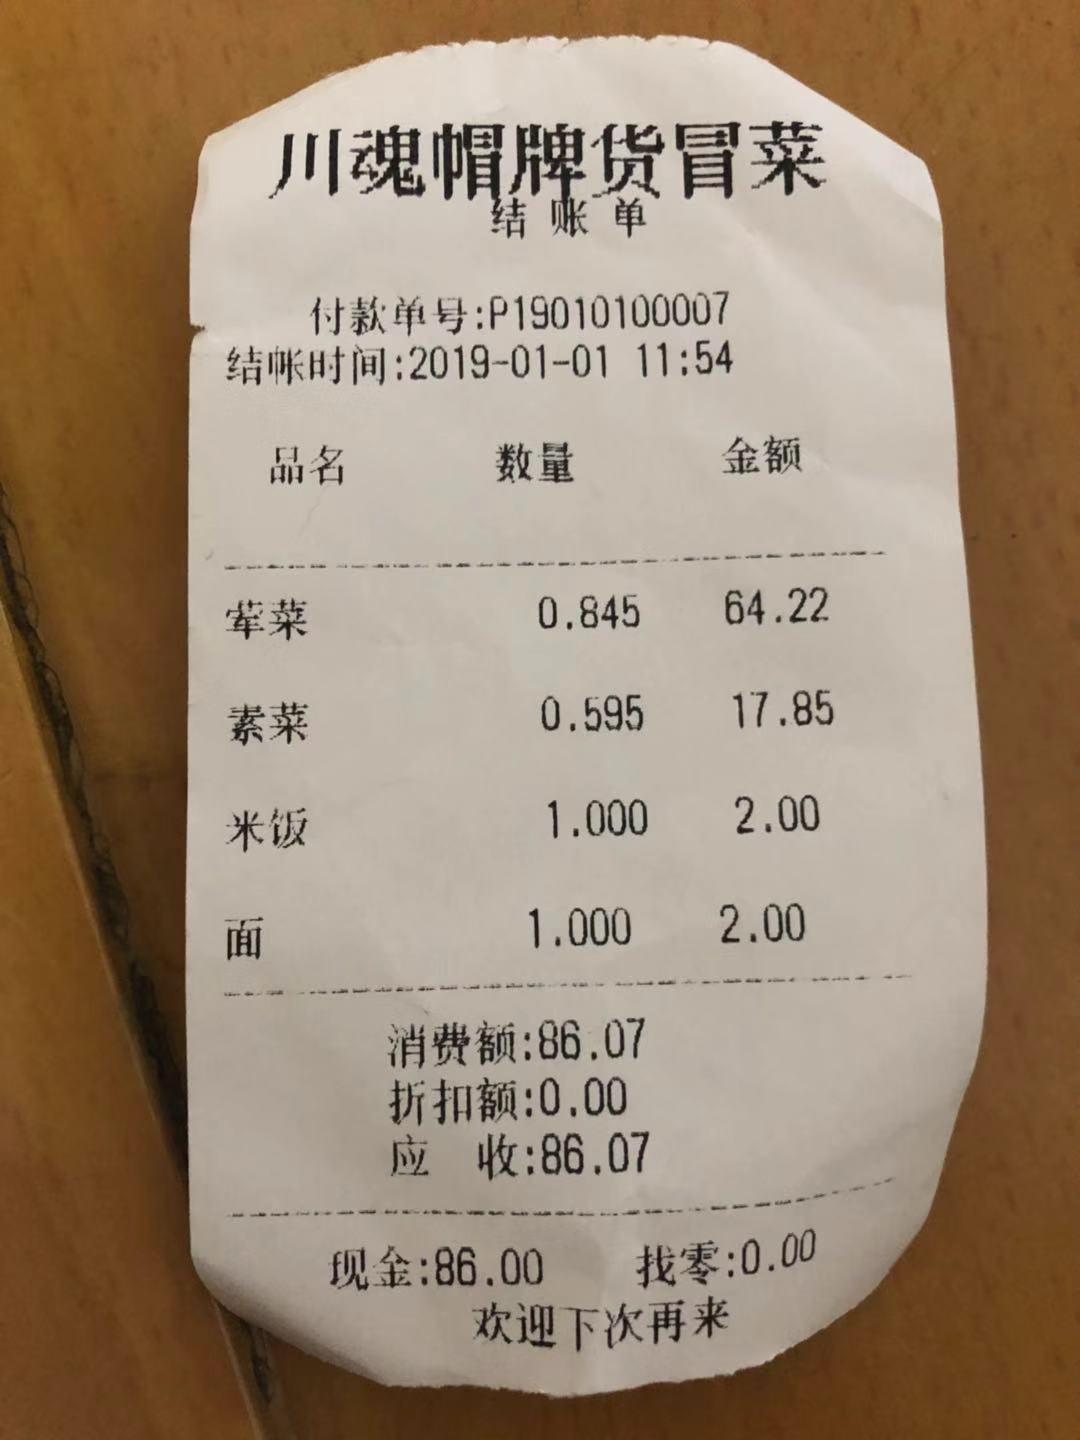 川魂帽牌货冒菜
结账单
付款单号:P19010100007
结帐时间:2019-01-01 11:54
品名 数量 金额
荤菜 0.845 64.22
素菜 0.595 17.85
米饭 1.000 2.00
面 1.000 2.00
消费额:86.07
折扣额:0.00
应 收:86.07
现金:86.00 找零:0.00
欢迎下次再来